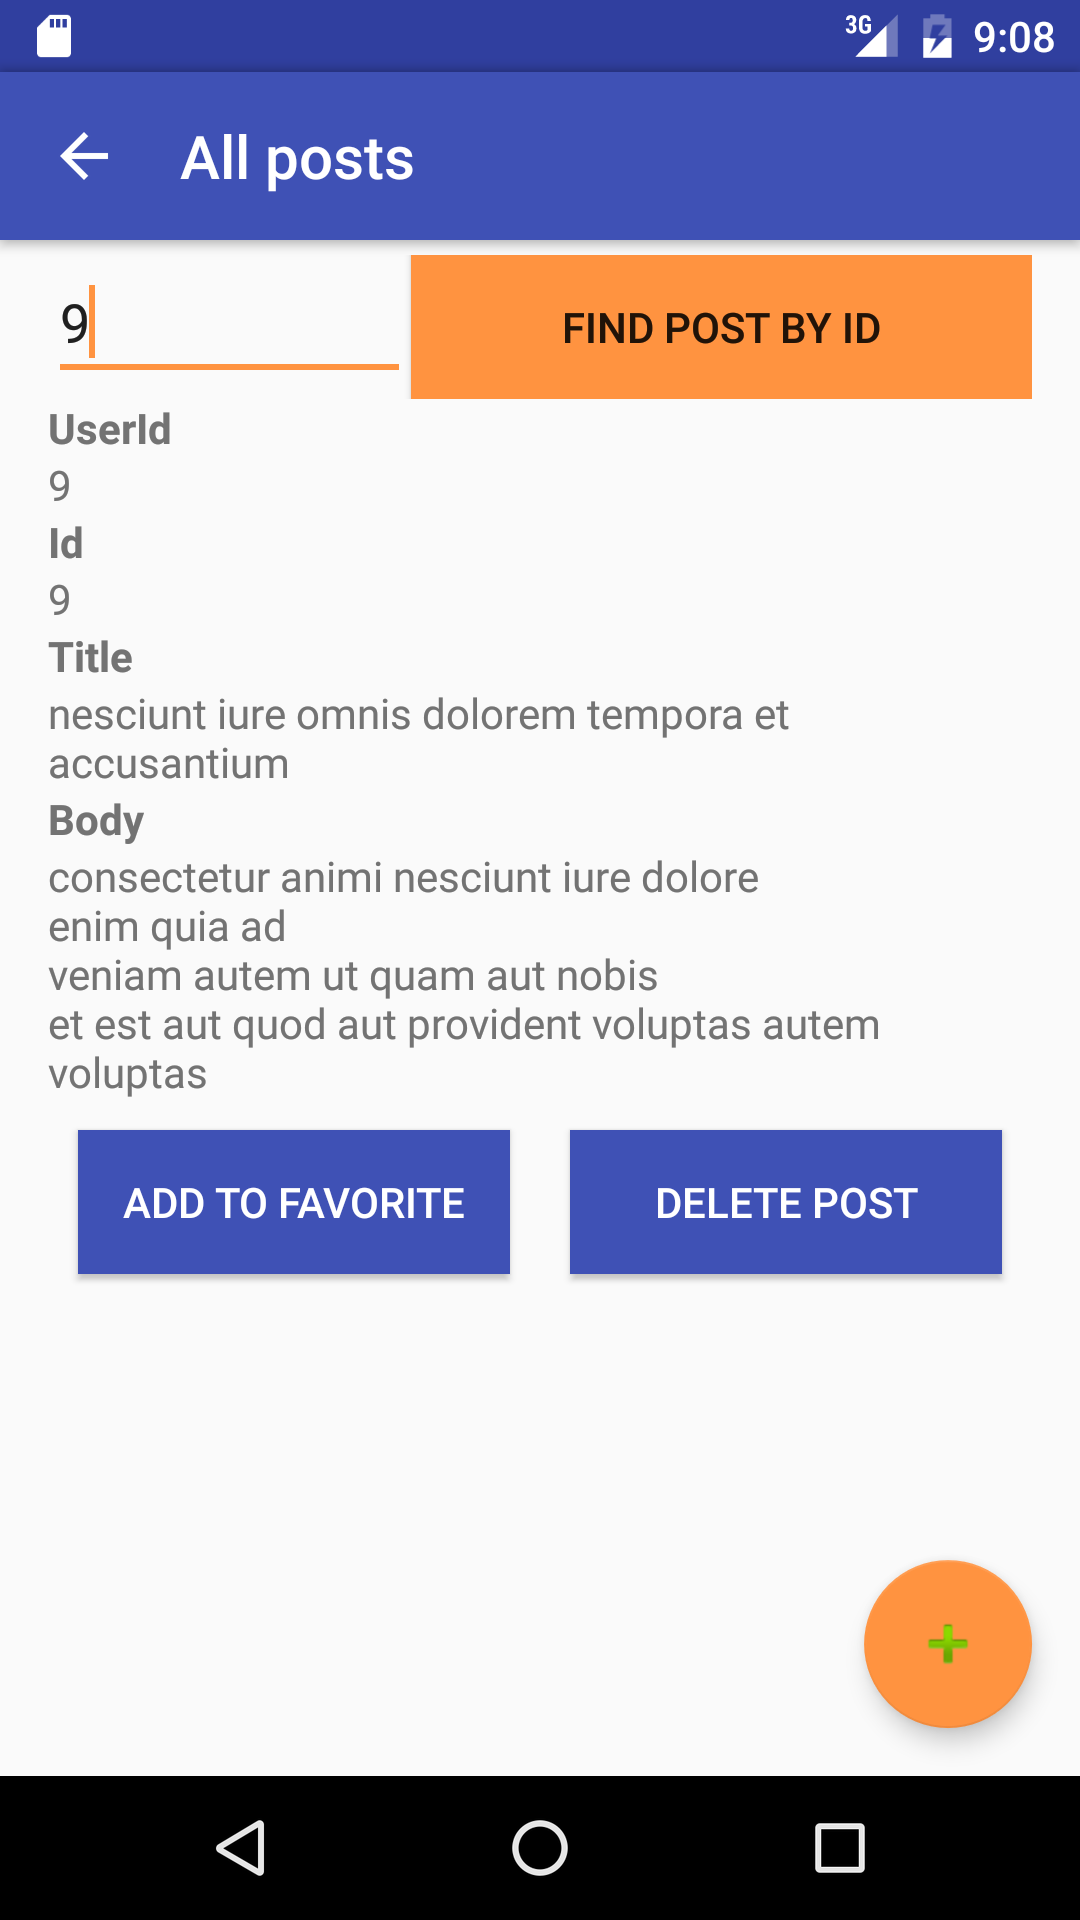 3G 9:08
All posts
9 FIND POST BY ID
UserId
9
Id
9
Title
nesciunt iure omnis dolorem tempora et
accusantium
Body
consectetur animi nesciunt iure dolore
enim quia ad
veniam autem ut quam aut nobis
et est aut quod aut provident voluptas autem
voluptas
ADD TO FAVORITE DELETE POST